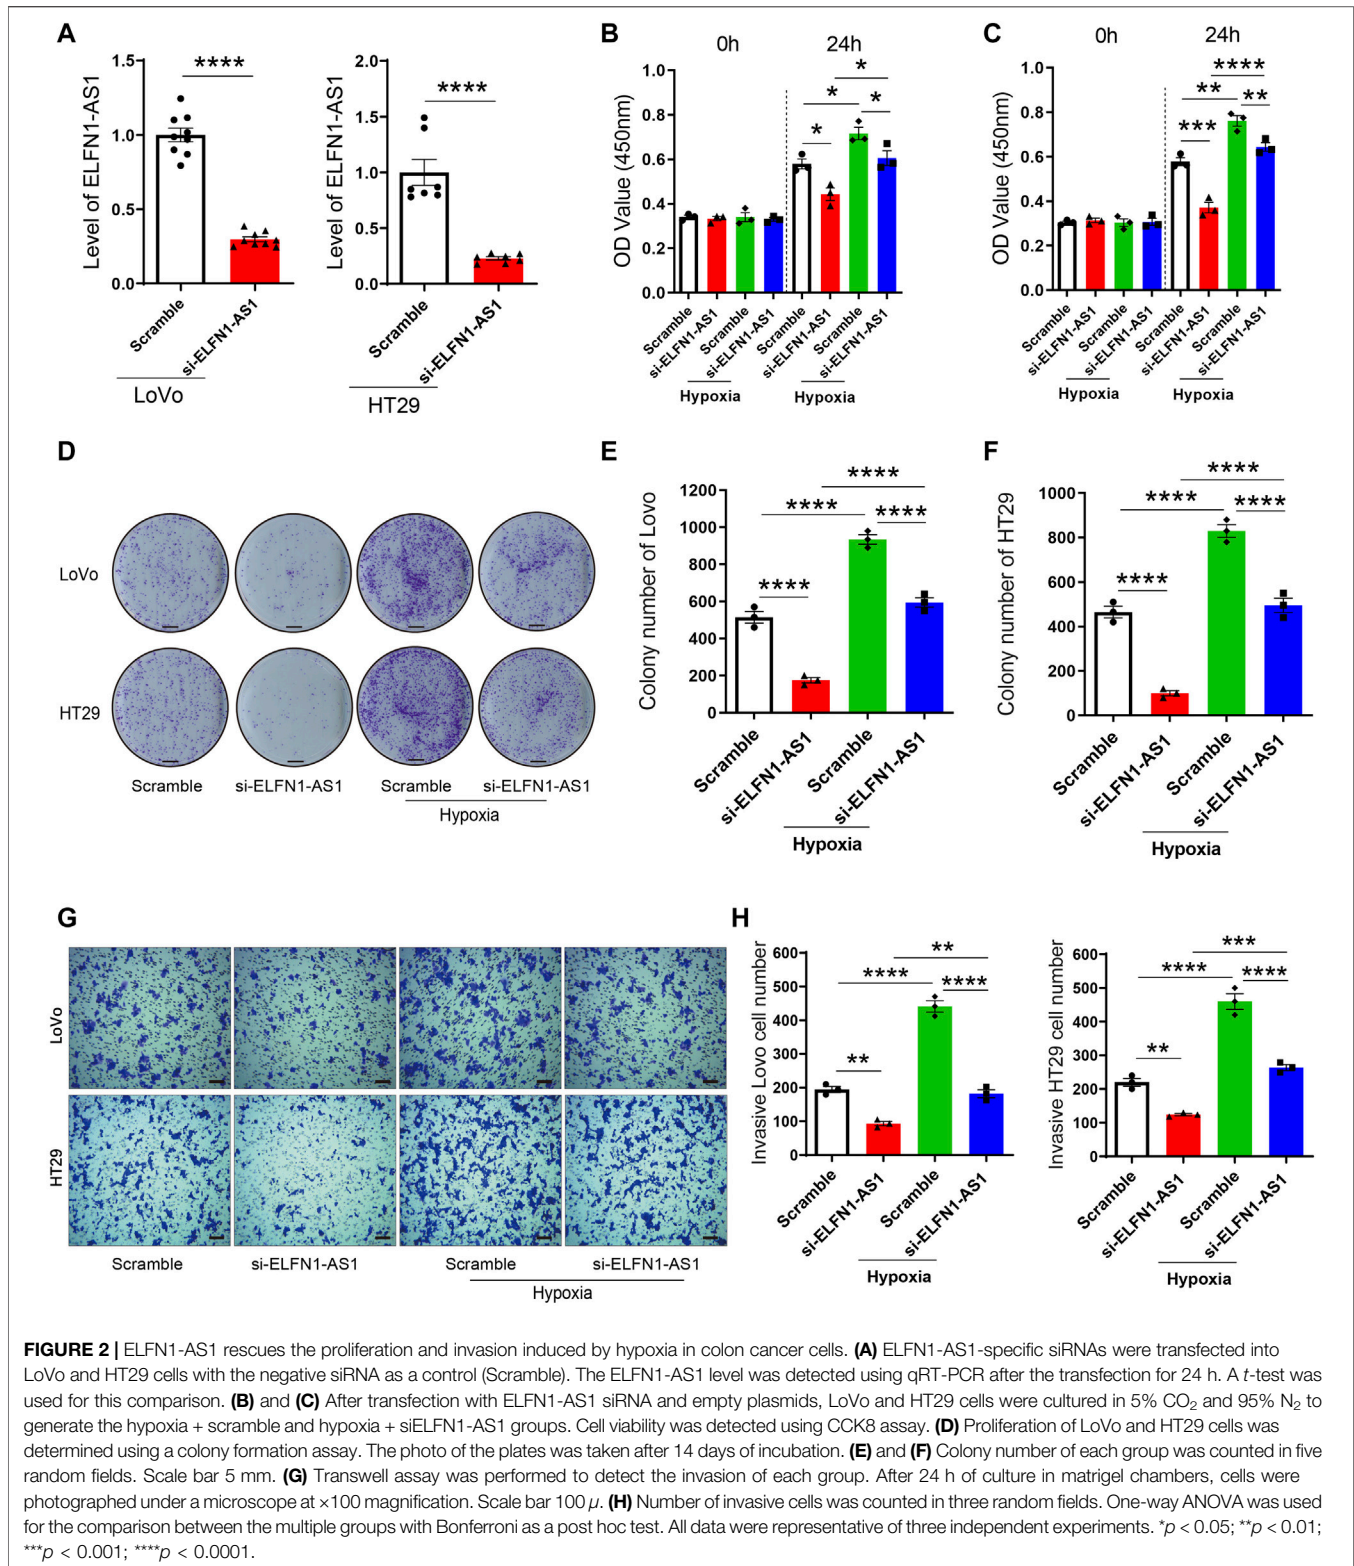 A
Level of ELFN1-AS1
1.5
1.0
0.5
0.0
****
Scramble
si-ELFN1-AS1
LoVo
Level of ELFN1-AS1
2.0
1.5
1.0
0.5
0.0
****
Scramble
si-ELFN1-AS1
HT29
B
0h
24h
OD Value (450nm)
1.0
0.8
0.6
0.4
0.2
0.0
*
*
*
*
Scramble
si-ELFN1-AS1
Scramble
si-ELFN1-AS1
Scramble
si-ELFN1-AS1
Scramble
si-ELFN1-AS1
Hypoxia
Hypoxia
C
0h
24h
OD Value (450nm)
1.0
0.8
0.6
0.4
0.2
0.0
****
**
**
***
Scramble
si-ELFN1-AS1
Scramble
si-ELFN1-AS1
Scramble
si-ELFN1-AS1
Scramble
si-ELFN1-AS1
Hypoxia
Hypoxia
D
LoVo
HT29
Scramble
si-ELFN1-AS1
Scramble
si-ELFN1-AS1
Hypoxia
E
Colony number of Lovo
1200
1000
800
600
400
200
0
****
****
****
****
Scramble
si-ELFN1-AS1
Scramble
si-ELFN1-AS1
Hypoxia
F
Colony number of HT29
1000
800
600
400
200
0
****
****
****
****
Scramble
si-ELFN1-AS1
Scramble
si-ELFN1-AS1
Hypoxia
G
LoVo
HT29
Scramble
si-ELFN1-AS1
Scramble
si-ELFN1-AS1
Hypoxia
H
Invasive Lovo cell number
600
500
400
300
200
100
0
**
****
****
**
Scramble
si-ELFN1-AS1
Scramble
si-ELFN1-AS1
Hypoxia
Invasive HT29 cell number
600
500
400
300
200
100
0
***
****
****
**
Scramble
si-ELFN1-AS1
Scramble
si-ELFN1-AS1
Hypoxia
FIGURE 2 | ELFN1-AS1 rescues the proliferation and invasion induced by hypoxia in colon cancer cells. (A) ELFN1-AS1-specific siRNAs were transfected into
LoVo and HT29 cells with the negative siRNA as a control (Scramble). The ELFN1-AS1 level was detected using qRT-PCR after the transfection for 24 h. A t-test was
used for this comparison. (B) and (C) After transfection with ELFN1-AS1 siRNA and empty plasmids, LoVo and HT29 cells were cultured in 5% CO₂ and 95% N₂ to
generate the hypoxia + scramble and hypoxia + siELFN1-AS1 groups. Cell viability was detected using CCK8 assay. (D) Proliferation of LoVo and HT29 cells was
determined using a colony formation assay. The photo of the plates was taken after 14 days of incubation. (E) and (F) Colony number of each group was counted in five
random fields. Scale bar 5 mm. (G) Transwell assay was performed to detect the invasion of each group. After 24 h of culture in matrigel chambers, cells were
photographed under a microscope at ×100 magnification. Scale bar 100 μ. (H) Number of invasive cells was counted in three random fields. One-way ANOVA was used
for the comparison between the multiple groups with Bonferroni as a post hoc test. All data were representative of three independent experiments. *p < 0.05; **p < 0.01;
***p < 0.001; ****p < 0.0001.